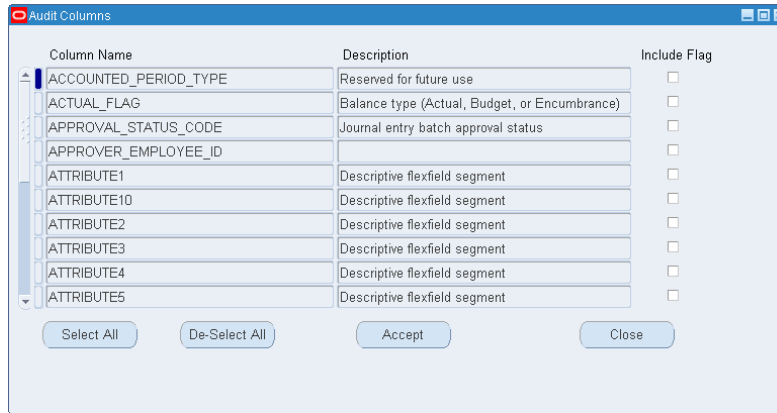 Audit Columns
Column Name Description Include Flag
ACCOUNTED_PERIOD_TYPE Reserved for future use
ACTUAL_FLAG Balance type (Actual, Budget, or Encumbrance)
APPROVAL_STATUS_CODE Journal entry batch approval status
APPROVER_EMPLOYEE_ID
ATTRIBUTE1 Descriptive flexfield segment
ATTRIBUTE10 Descriptive flexfield segment
ATTRIBUTE2 Descriptive flexfield segment
ATTRIBUTE3 Descriptive flexfield segment
ATTRIBUTE4 Descriptive flexfield segment
ATTRIBUTE5 Descriptive flexfield segment
Select All De-Select All Accept Close